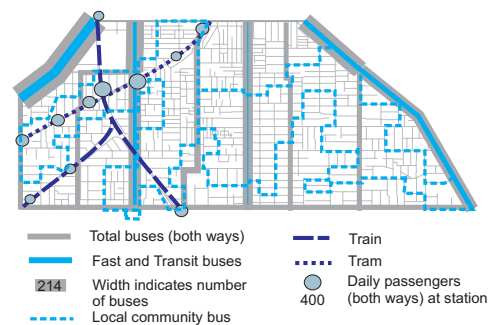 Total buses (both ways)
Fast and Transit buses
214 Width indicates number
of buses
Local community bus
Train
Tram
Daily passengers
400 (both ways) at station